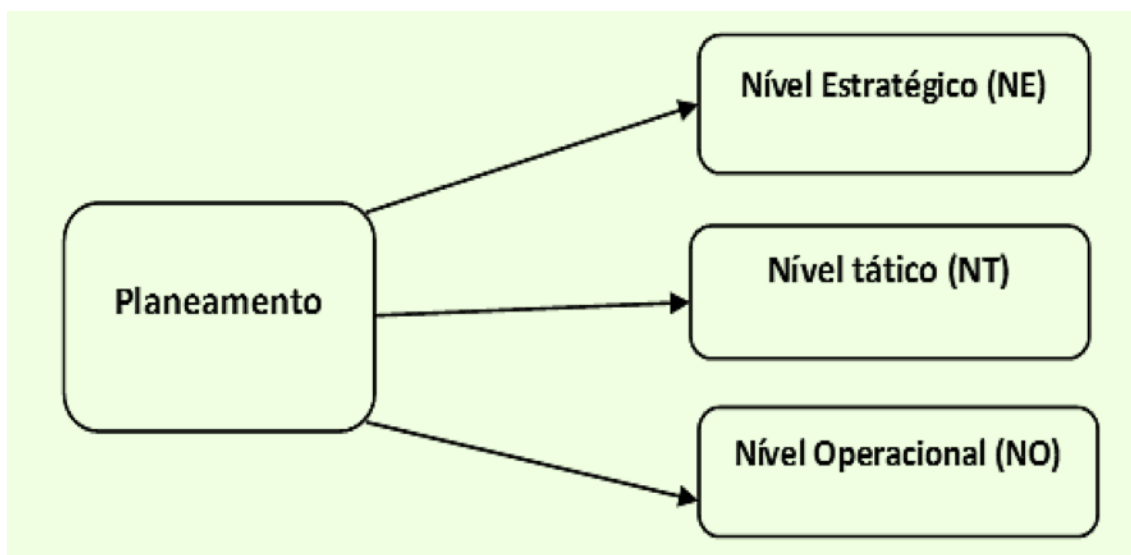 Nível Estratégico (NE)
Nível tático (NT)
Planeamento
Nível Operacional (NO)